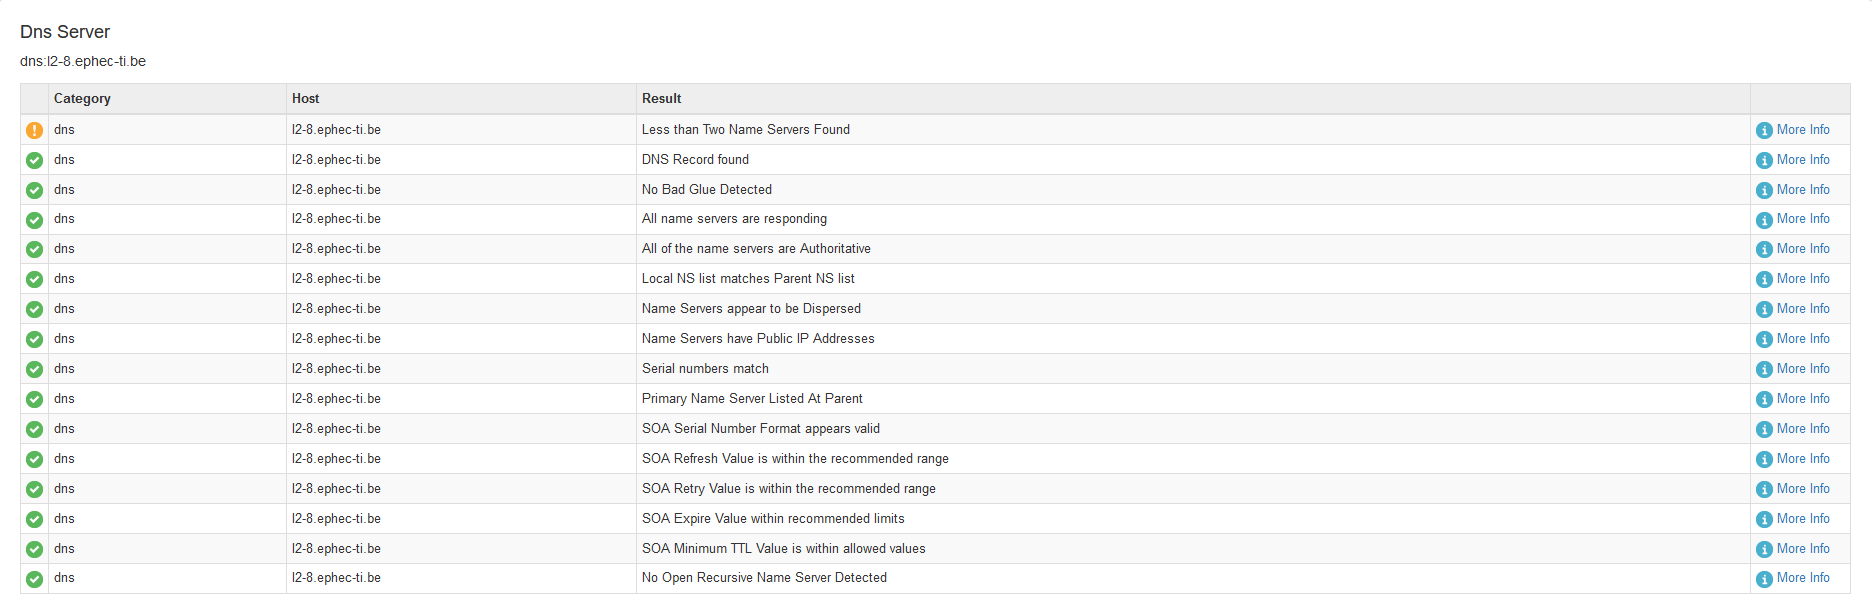 Dns Server
dns:l2-8.ephec-ti.be
Category Host Result
dns l2-8.ephec-ti.be Less than Two Name Servers Found More Info
dns l2-8.ephec-ti.be DNS Record found More Info
dns l2-8.ephec-ti.be No Bad Glue Detected More Info
dns l2-8.ephec-ti.be All name servers are responding More Info
dns l2-8.ephec-ti.be All of the name servers are Authoritative More Info
dns l2-8.ephec-ti.be Local NS list matches Parent NS list More Info
dns l2-8.ephec-ti.be Name Servers appear to be Dispersed More Info
dns l2-8.ephec-ti.be Name Servers have Public IP Addresses More Info
dns l2-8.ephec-ti.be Serial numbers match More Info
dns l2-8.ephec-ti.be Primary Name Server Listed At Parent More Info
dns l2-8.ephec-ti.be SOA Serial Number Format appears valid More Info
dns l2-8.ephec-ti.be SOA Refresh Value is within the recommended range More Info
dns l2-8.ephec-ti.be SOA Retry Value is within the recommended range More Info
dns l2-8.ephec-ti.be SOA Expire Value within recommended limits More Info
dns l2-8.ephec-ti.be SOA Minimum TTL Value is within allowed values More Info
dns l2-8.ephec-ti.be No Open Recursive Name Server Detected More Info